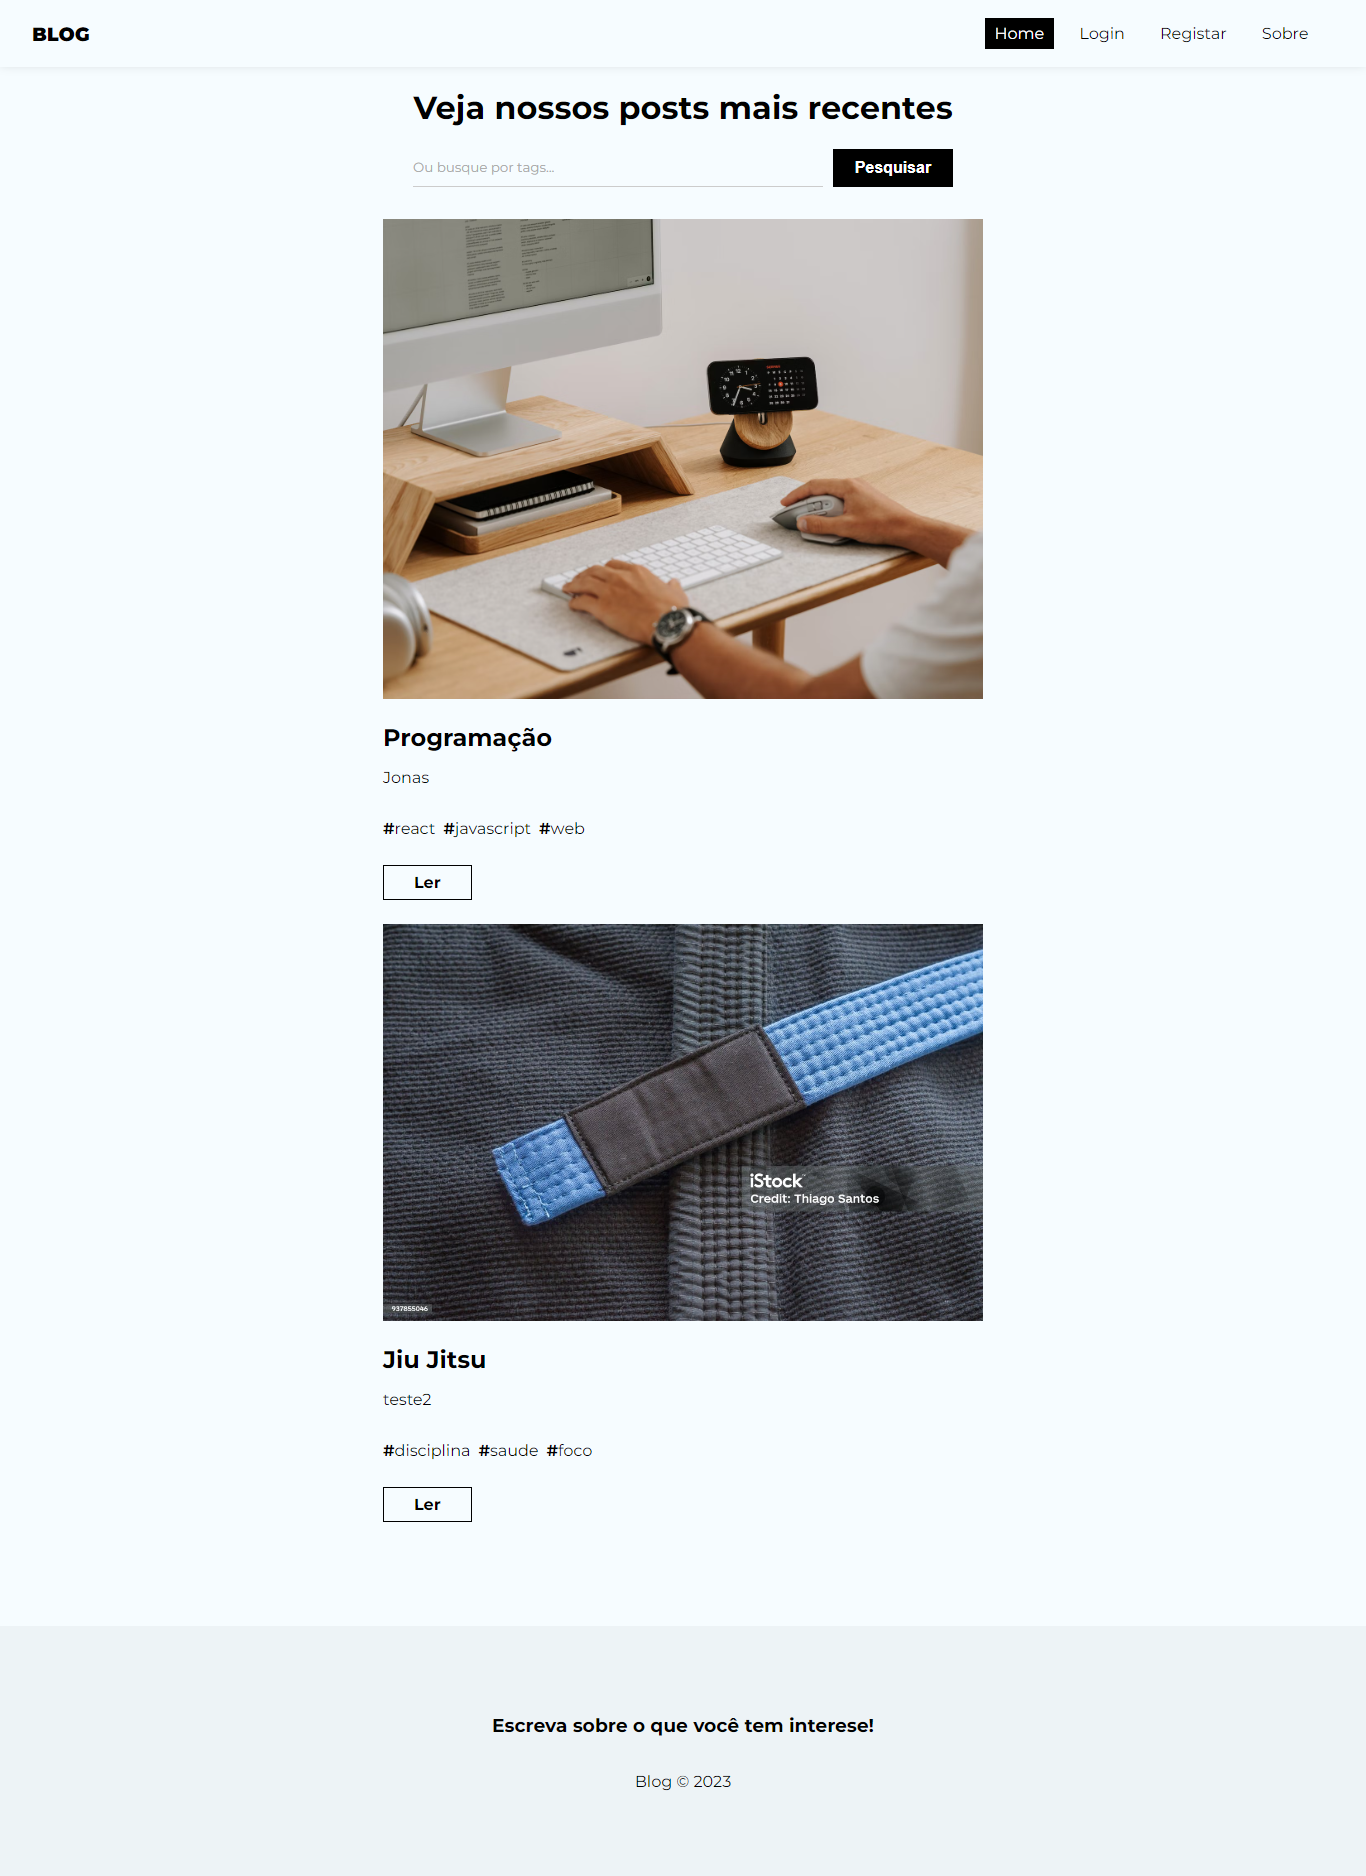 BLOG
Home
Login
Registar
Sobre
Veja nossos posts mais recentes
Ou busque por tags...
Pesquisar
Programação
Jonas
#react #javascript #web
Ler
iStock
Credit: Thiago Santos
937855046
Jiu Jitsu
teste2
#disciplina #saude #foco
Ler
Escreva sobre o que você tem interese!
Blog © 2023